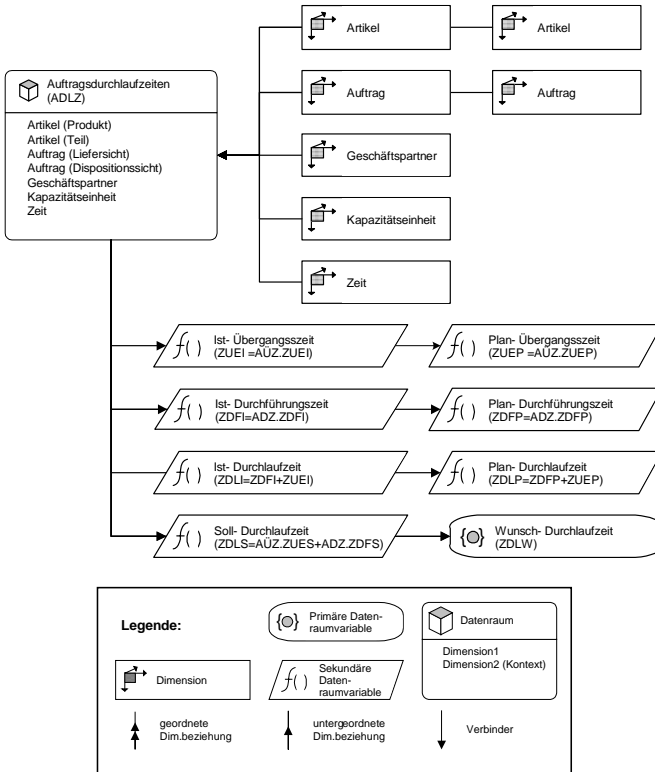 Artikel
Artikel
Auftragsdurchlaufzeiten
(ADLZ)
Artikel (Produkt)
Artikel (Teil)
Auftrag (Liefersicht)
Auftrag (Dispositionssicht)
Geschäftspartner
Kapazitätseinheit
Zeit
Auftrag
Auftrag
Geschäftspartner
Kapazitätseinheit
Zeit
f( )
Ist- Übergangsszeit
(ZUEI =AÜZ.ZUEI)
f( )
Plan- Übergangsszeit
(ZUEP =AÜZ.ZUEP)
f( )
Ist- Durchführungszeit
(ZDFI=ADZ.ZDFI)
f( )
Plan- Durchführungszeit
(ZDFP=ADZ.ZDFP)
f( )
Ist- Durchlaufzeit
(ZDLI=ZDFI+ZUEI)
f( )
Plan- Durchlaufzeit
(ZDLP=ZDFP+ZUEP)
f( )
Soll- Durchlaufzeit
(ZDLS=AÜZ.ZUES+ADZ.ZDFS)
{ }
Wunsch- Durchlaufzeit
(ZDLW)
Legende:
{ }
Primäre Daten-
raumvariable
Datenraum
Dimension1
Dimension2 (Kontext)
Dimension
f( )
Sekundäre
Daten-
raumvariable
geordnete
Dim.beziehung
untergeordnete
Dim.beziehung
Verbinder